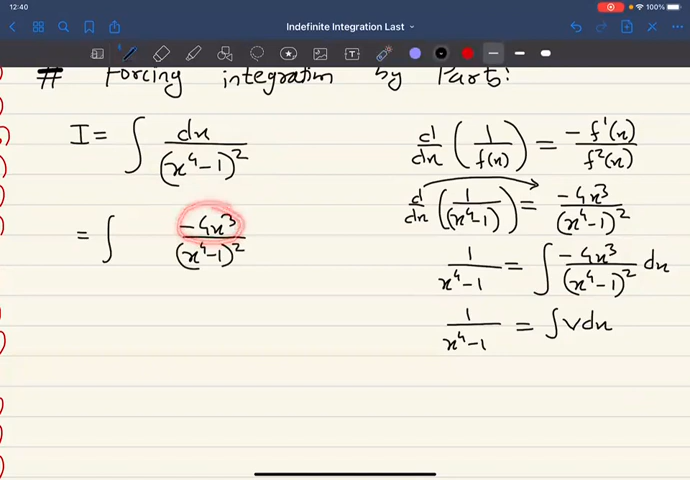 12:40
100%
Indefinite Integration Last
# Forcing integration by Parts:
I = ∫ dx / (x⁴-1)²
= ∫ -4x³ / (x⁴-1)²
d/dx (1/f(x)) = -f'(x) / f²(x)
d/dx (1/(x⁴-1)) = -4x³ / (x⁴-1)²
1/(x⁴-1) = ∫ -4x³/(x⁴-1)² dx
1/(x⁴-1) = ∫ v dx